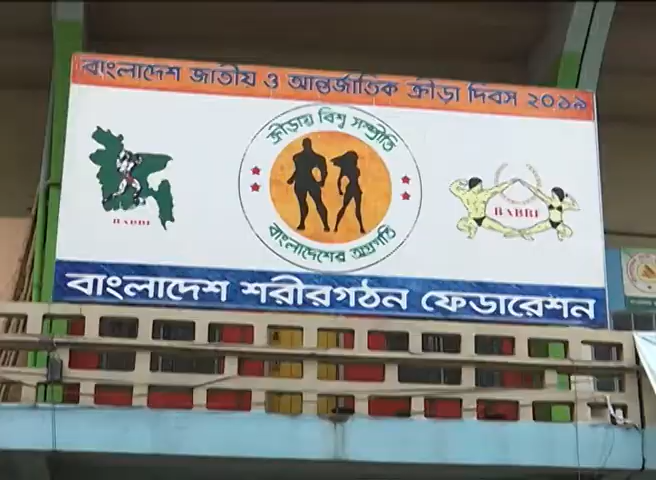 বাংলাদেশ জাতীয় ও আন্তর্জাতিক ক্রীড়া দিবস ২০১৯
ক্রীড়ায় বিশ্ব সম্প্রীতি
বাংলাদেশের অগ্রগতি
BABBF
BABBF
বাংলাদেশ শরীরগঠন ফেডারেশন